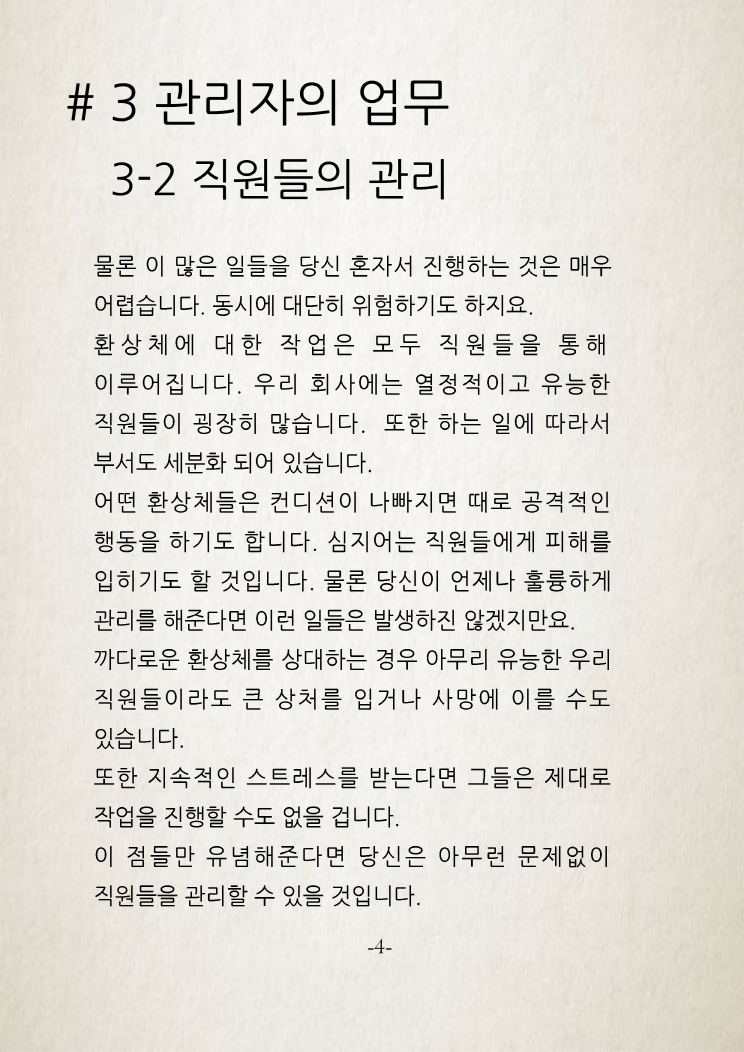 # 3 관리자의 업무
3-2 직원들의 관리
물론 이 많은 일들을 당신 혼자서 진행하는 것은 매우
어렵습니다. 동시에 대단히 위험하기도 하지요.
환상체에 대한 작업은 모두 직원들을 통해
이루어집니다. 우리 회사에는 열정적이고 유능한
직원들이 굉장히 많습니다. 또한 하는 일에 따라서
부서도 세분화 되어 있습니다.
어떤 환상체들은 컨디션이 나빠지면 때로 공격적인
행동을 하기도 합니다. 심지어는 직원들에게 피해를
입히기도 할 것입니다. 물론 당신이 언제나 훌륭하게
관리를 해준다면 이런 일들은 발생하진 않겠지만요.
까다로운 환상체를 상대하는 경우 아무리 유능한 우리
직원들이라도 큰 상처를 입거나 사망에 이를 수도
있습니다.
또한 지속적인 스트레스를 받는다면 그들은 제대로
작업을 진행할 수도 없을 겁니다.
이 점들만 유념해준다면 당신은 아무런 문제없이
직원들을 관리할 수 있을 것입니다.
-4-